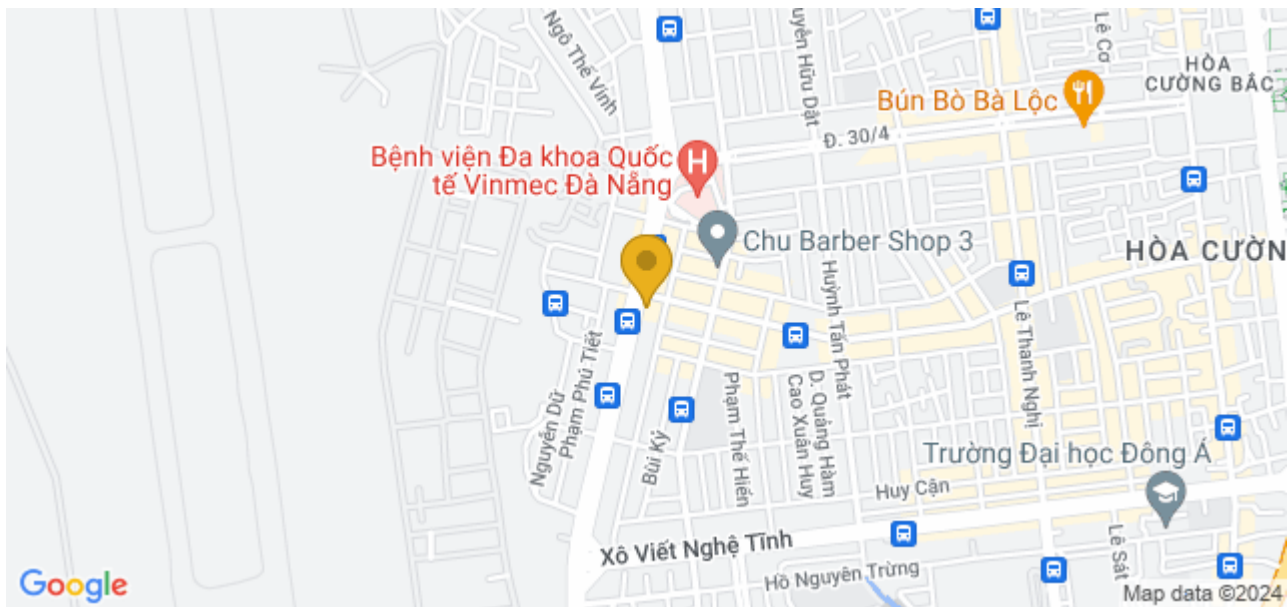 Ngô Thế Vinh
uyễn Hữu Dật
Lê Cơ
HÒA
CƯỜNG BẮC
Bún Bò Bà Lộc
Đ. 30/4
Bệnh viện Đa khoa Quốc
tế Vinmec Đà Nẵng
Chu Barber Shop 3
HÒA CƯỜN
Huỳnh Tấn Phát
Lê Thanh Nghị
Phạm Phú Tiết
Nguyễn Dữ
Bùi Kỷ
Phạm Thế Hiển
D. Quảng Hàm
Cao Xuân Huy
Trường Đại học Đông Á
Huy Cận
Xô Viết Nghệ Tĩnh
Hồ Nguyên Trừng
Lê Sát
Google
Map data ©2024